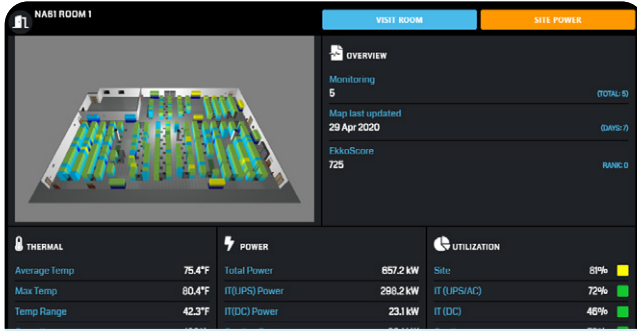 NA61 ROOM 1
VISIT ROOM
SITE POWER
OVERVIEW
Monitoring
5 (TOTAL: 5)
Map last updated
29 Apr 2020 (DAYS: 7)
EkkoScore
725 RANK: 0
THERMAL
Average Temp 75.4°F
Max Temp 80.4°F
Temp Range 42.3°F
POWER
Total Power 657.2 kW
IT(UPS) Power 298.2 kW
IT(DC) Power 23.1 kW
UTILIZATION
Site 81%
IT (UPS/AC) 72%
IT (DC) 46%